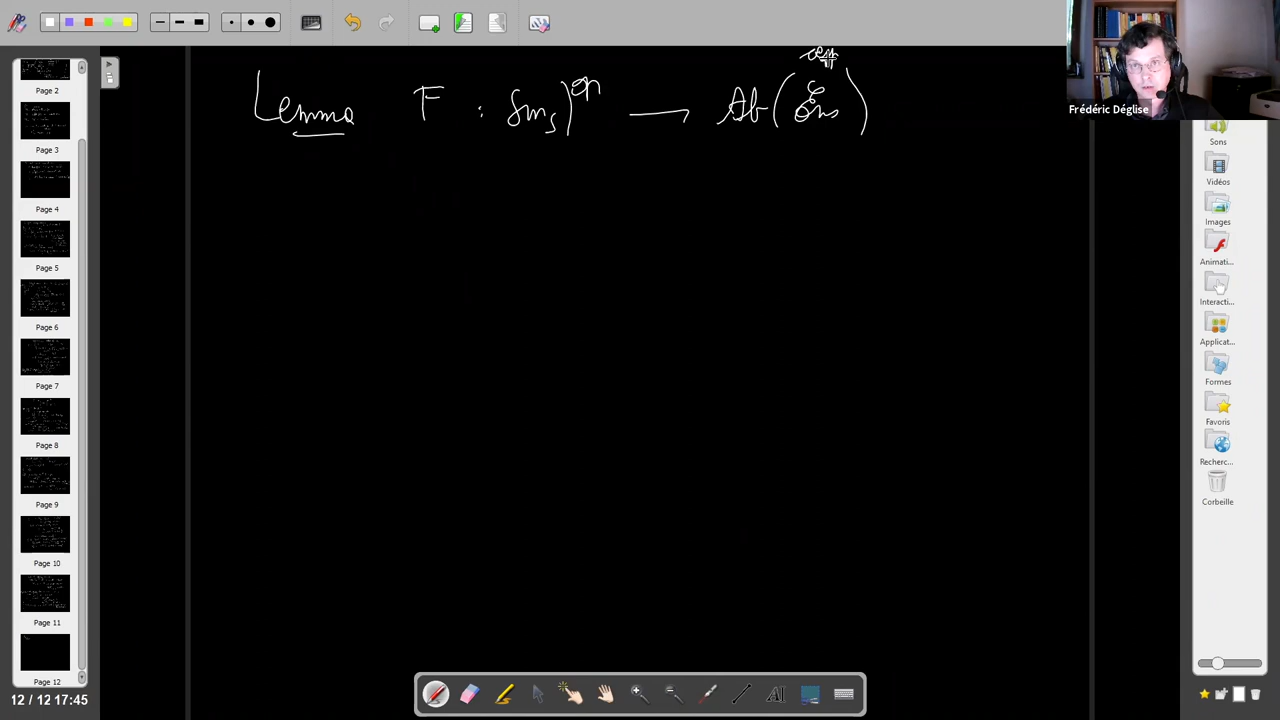 Frédéric Déglise
Lemma F : Sm_S)^op → Ab(Ens)
Page 2
Page 3
Page 4
Page 5
Page 6
Page 7
Page 8
Page 9
Page 10
Page 11
Page 12
12 / 12 17:45
Sons
Vidéos
Images
Animati...
Interacti...
Applicat...
Formes
Favoris
Recherc...
Corbeille
AI